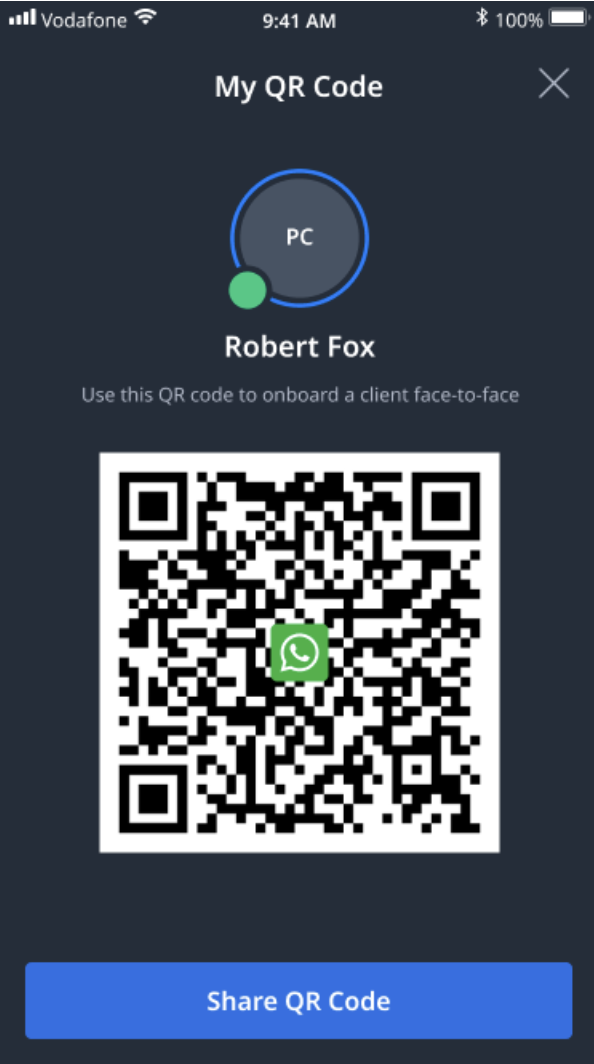 Vodafone 9:41 AM 100%
My QR Code
PC
Robert Fox
Use this QR code to onboard a client face-to-face
Share QR Code